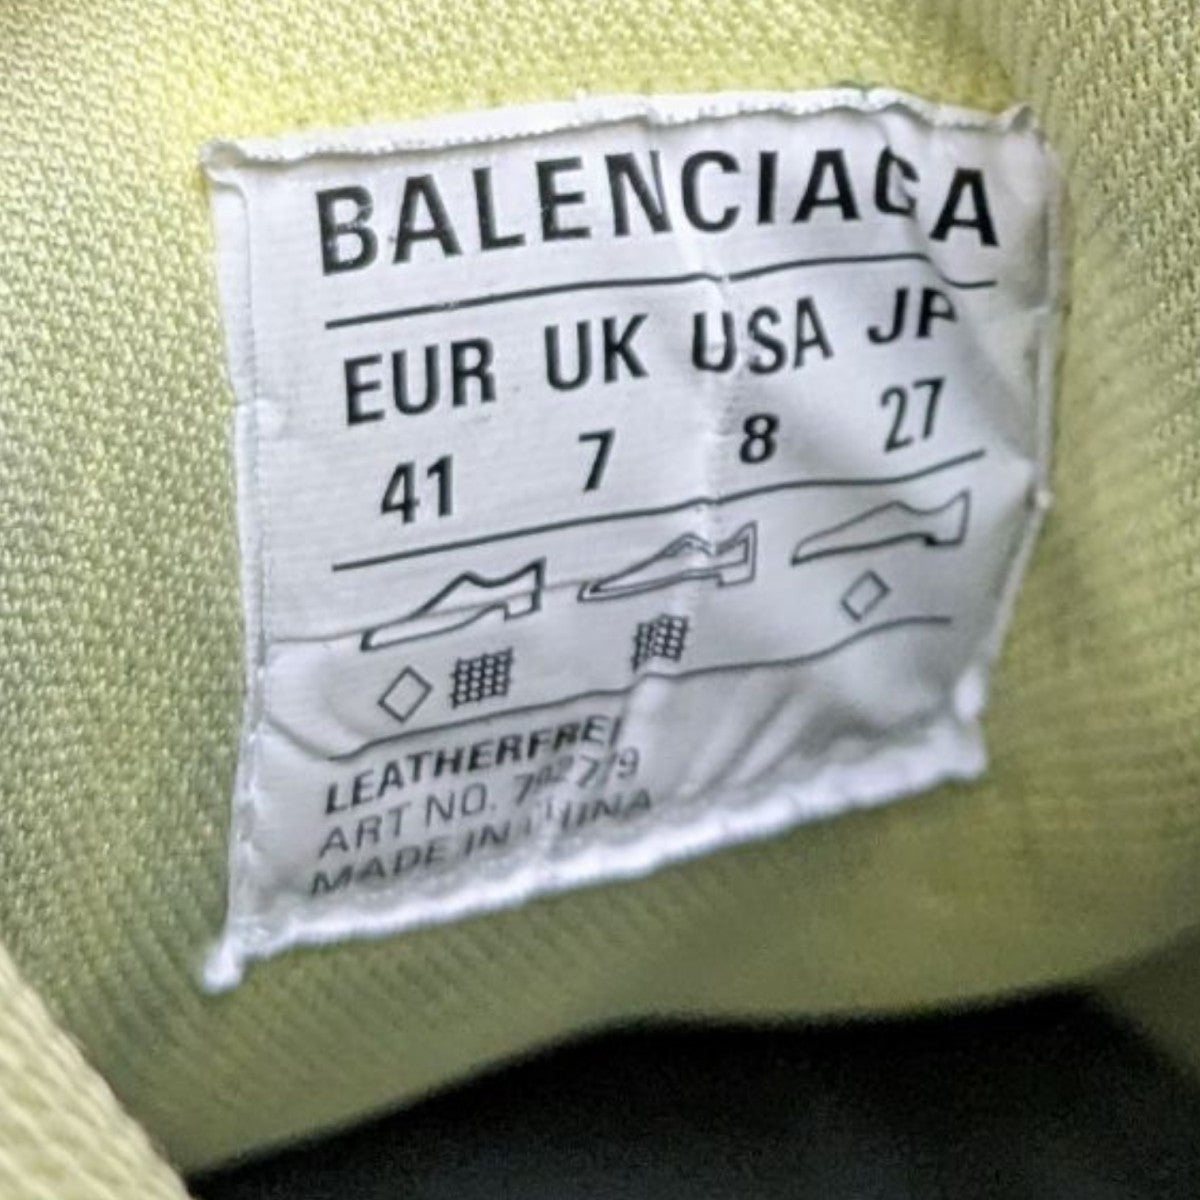 BALENCIAGA
EUR UK USA JP
41 7 8 27
LEATHERFREE
ART NO.
MADE IN CHINA